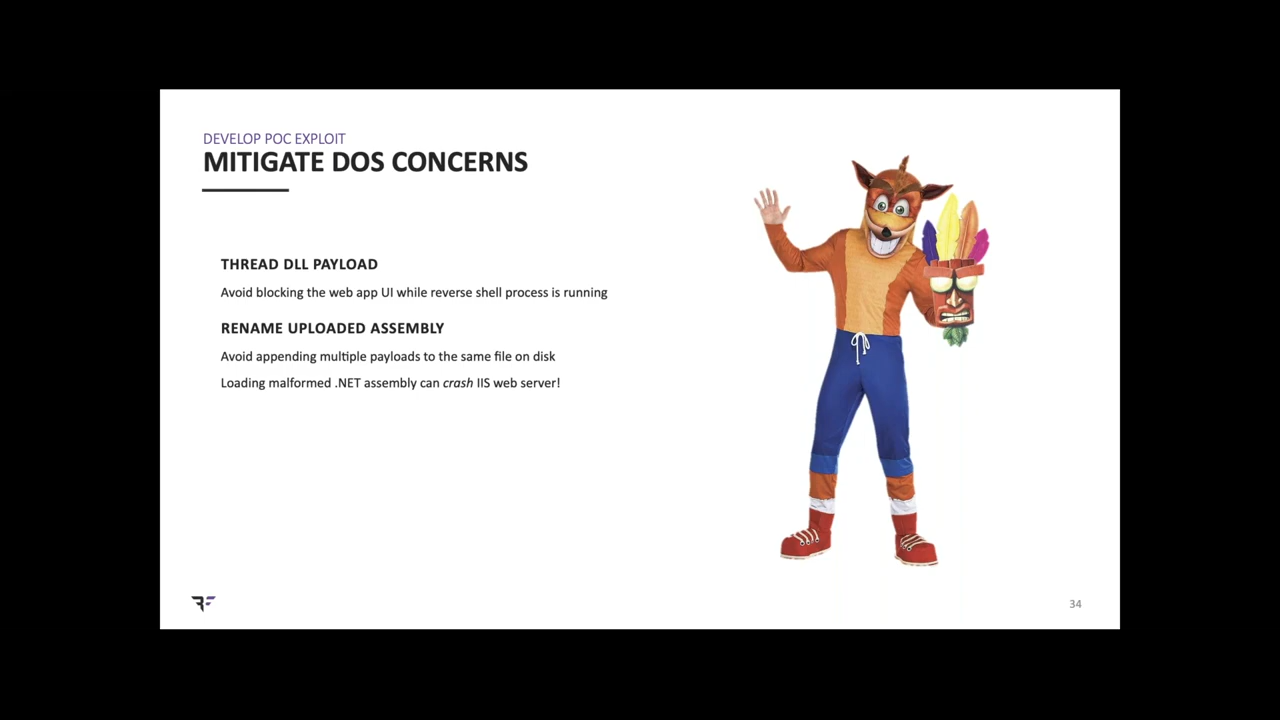 DEVELOP POC EXPLOIT
MITIGATE DOS CONCERNS
THREAD DLL PAYLOAD
Avoid blocking the web app UI while reverse shell process is running
RENAME UPLOADED ASSEMBLY
Avoid appending multiple payloads to the same file on disk
Loading malformed .NET assembly can crash IIS web server!
34